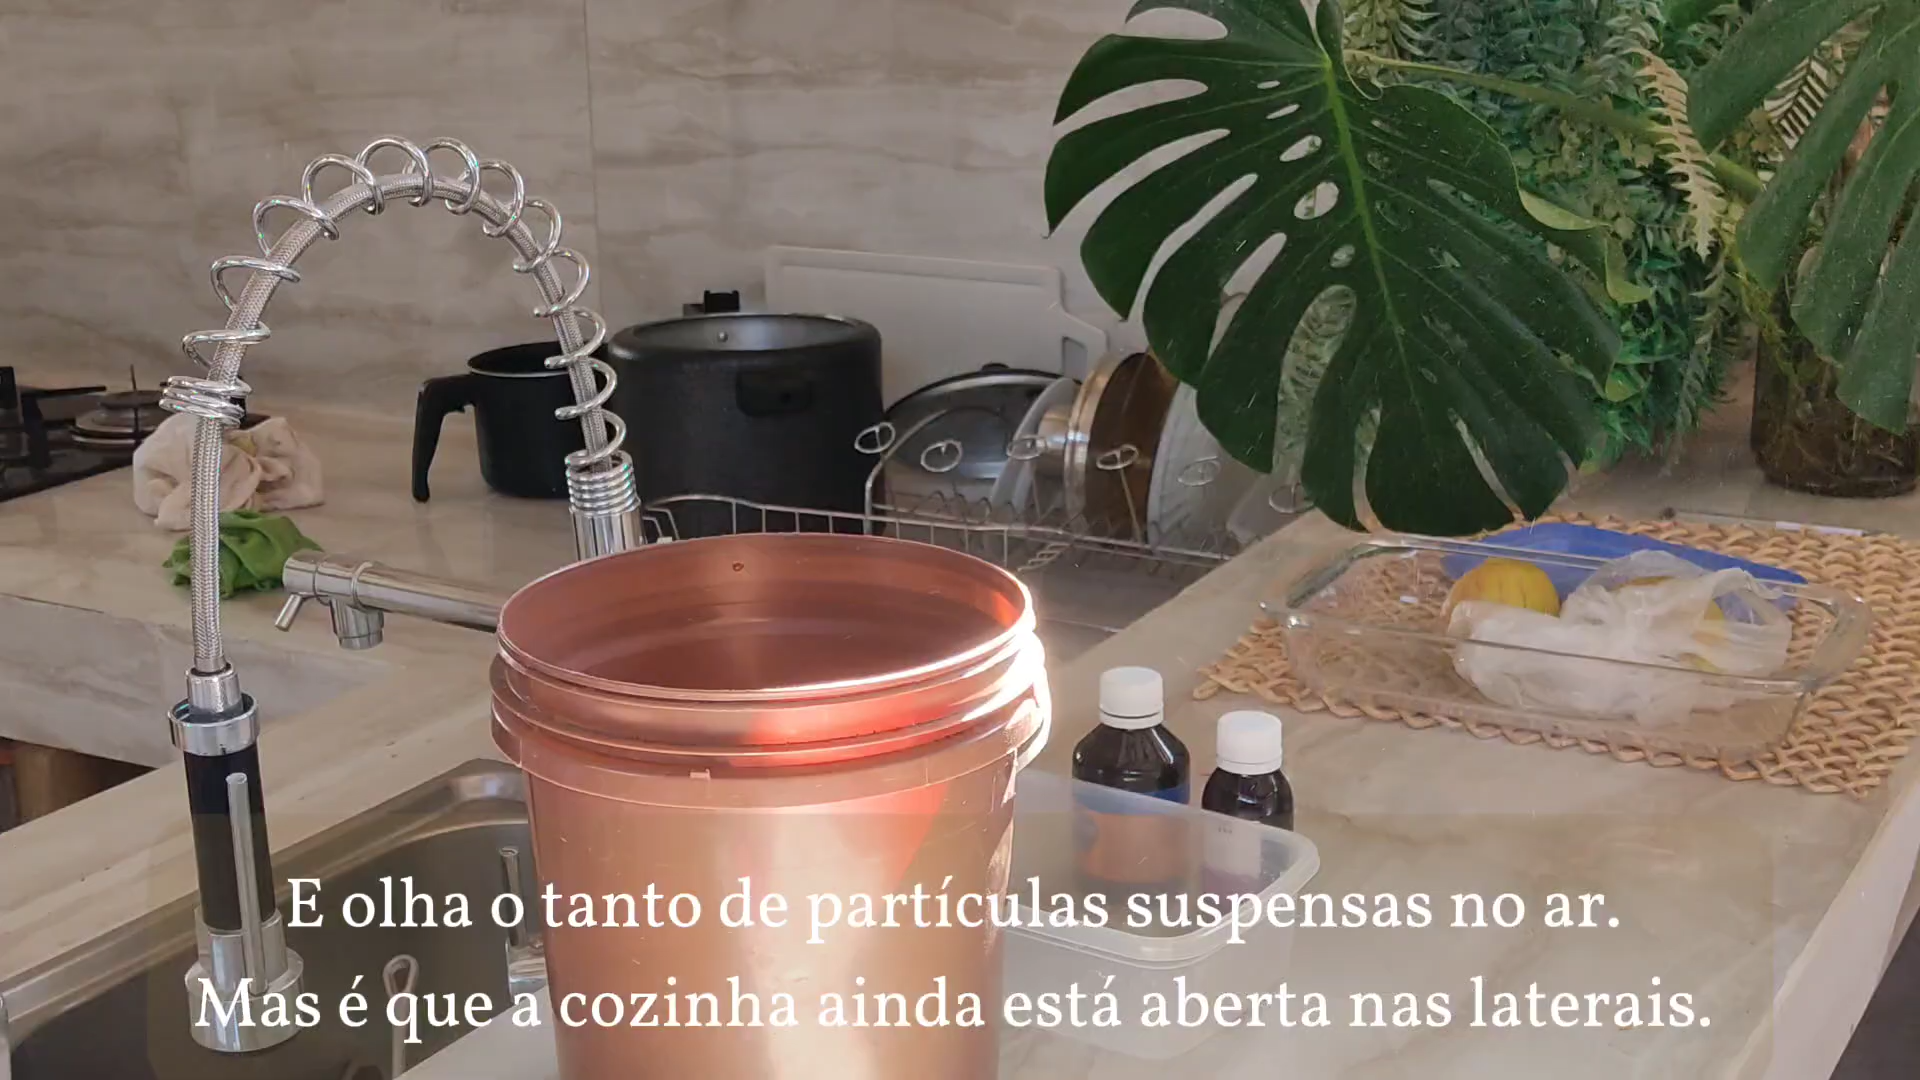 E olha o tanto de partículas suspensas no ar.
Mas é que a cozinha ainda está aberta nas laterais.